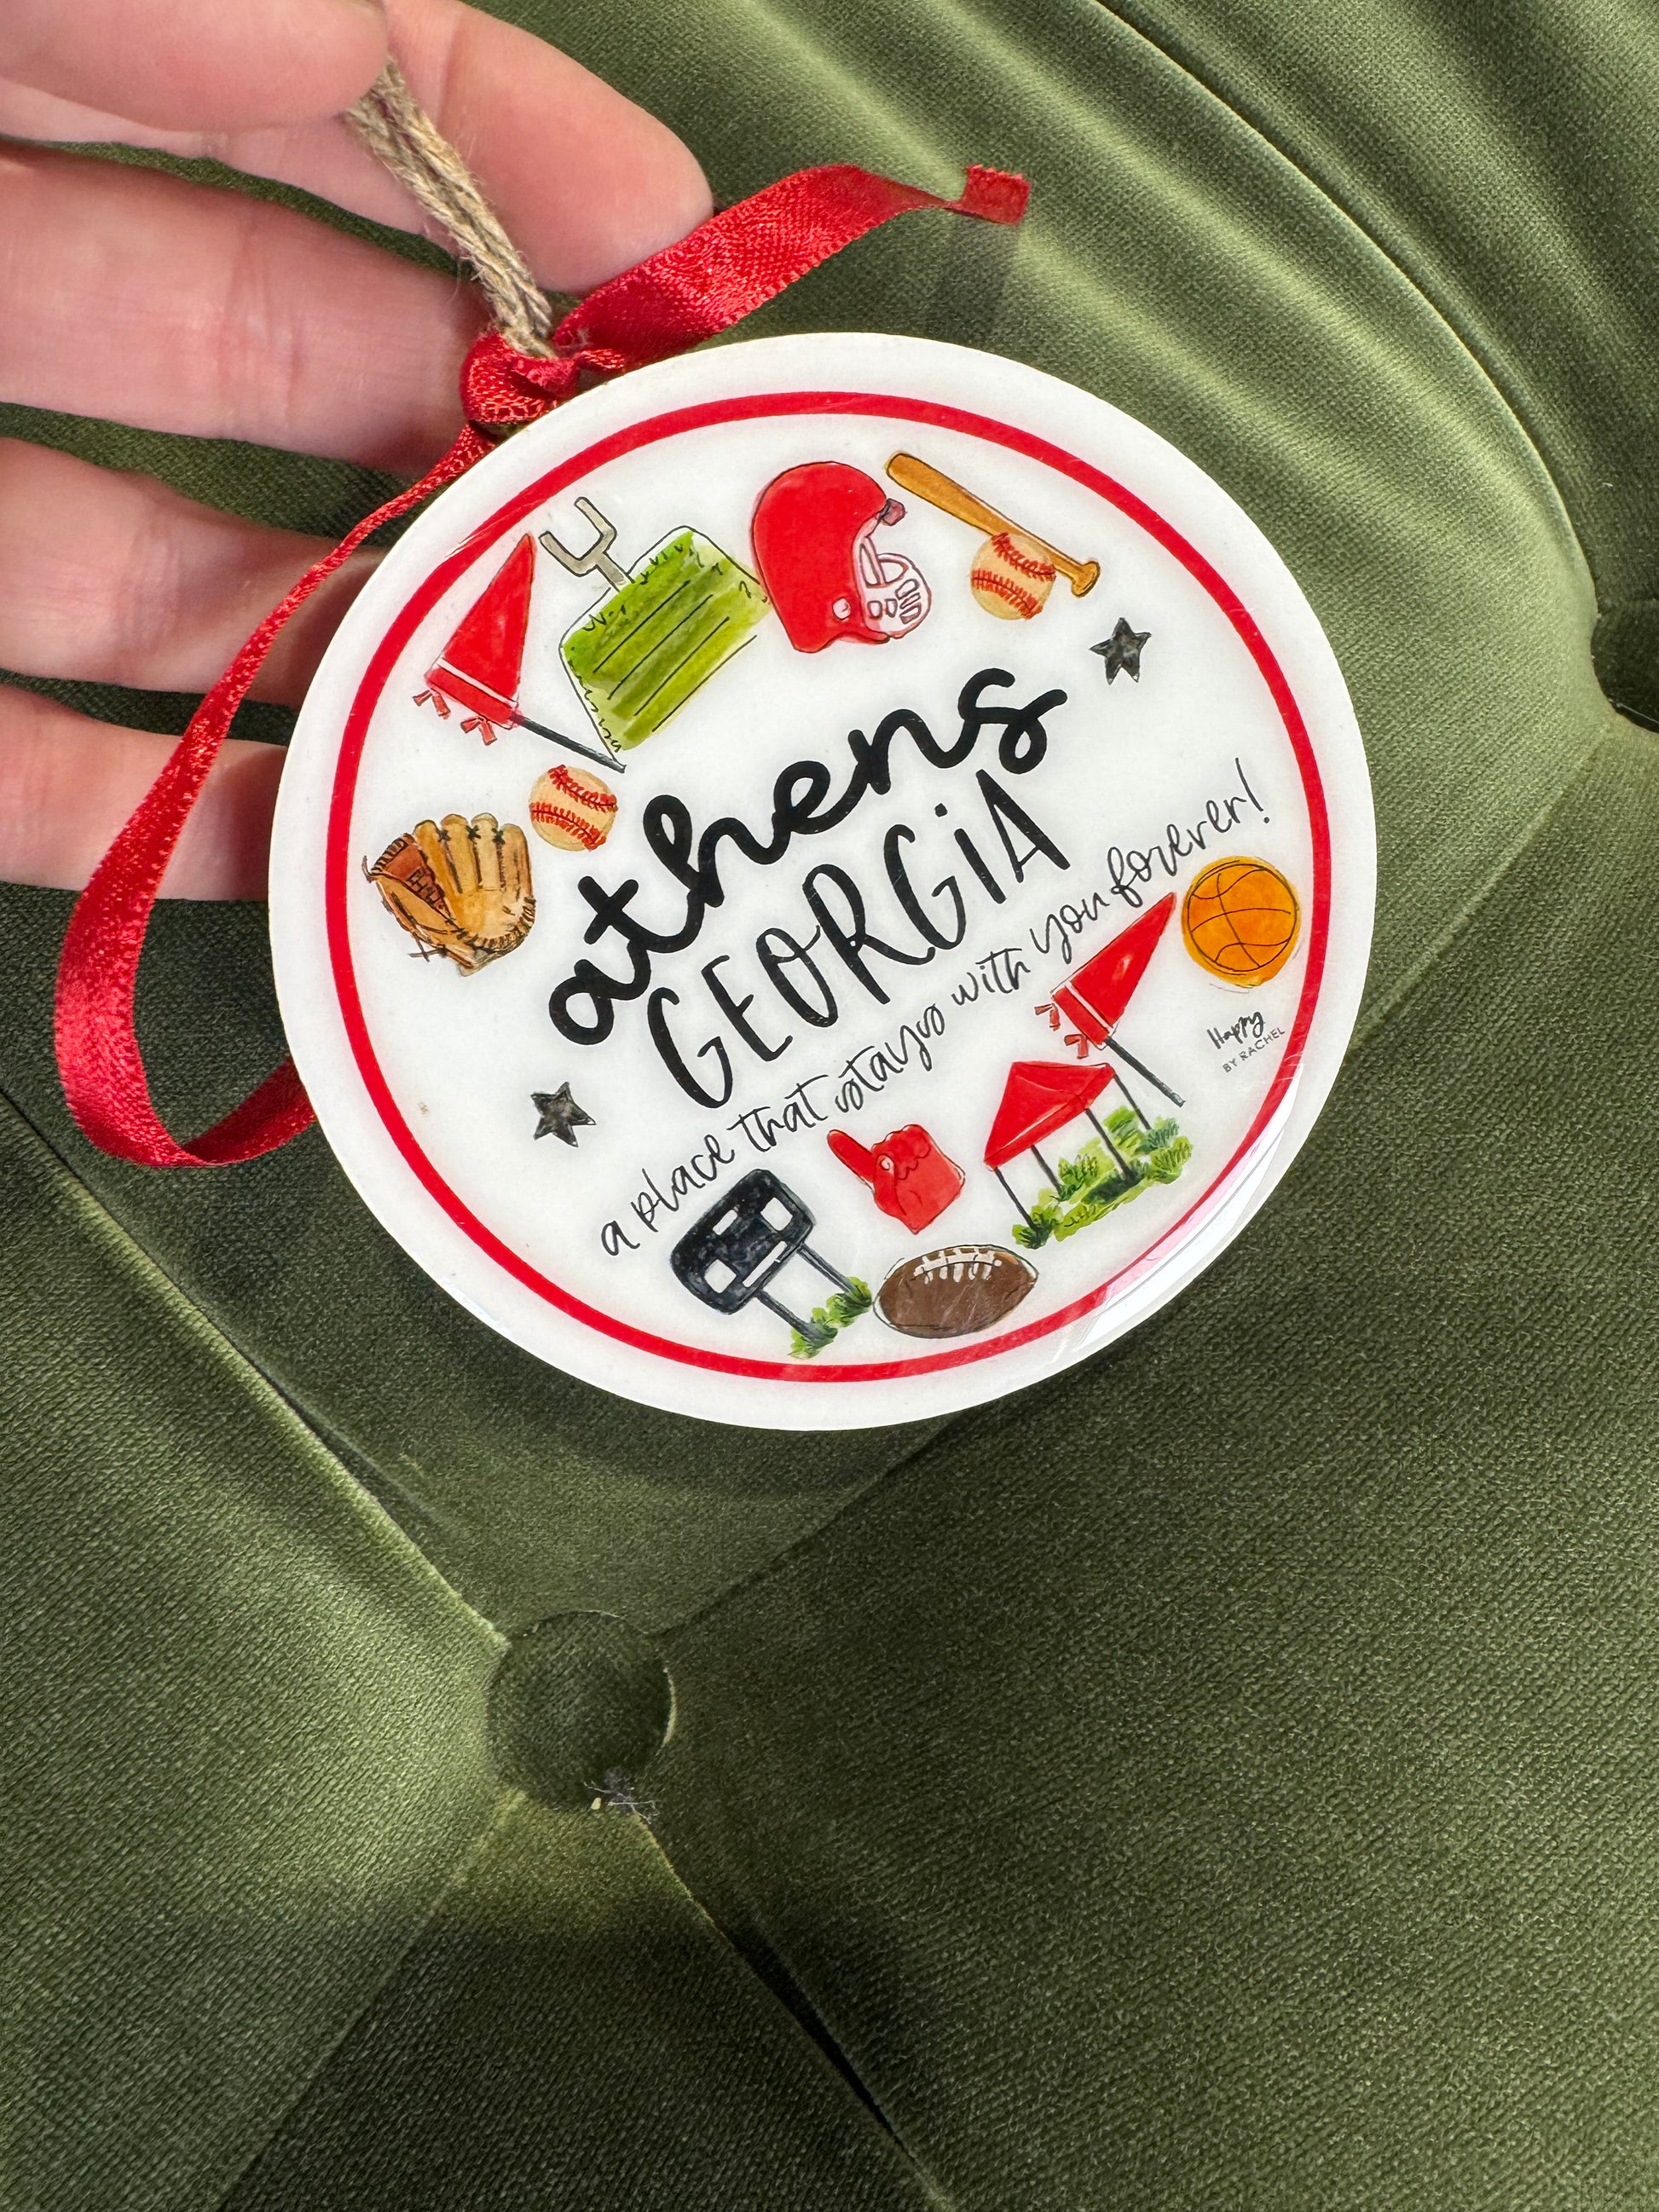 athens
GEORGiA
a place that stays with you forever!
Happy
BY RACHEL